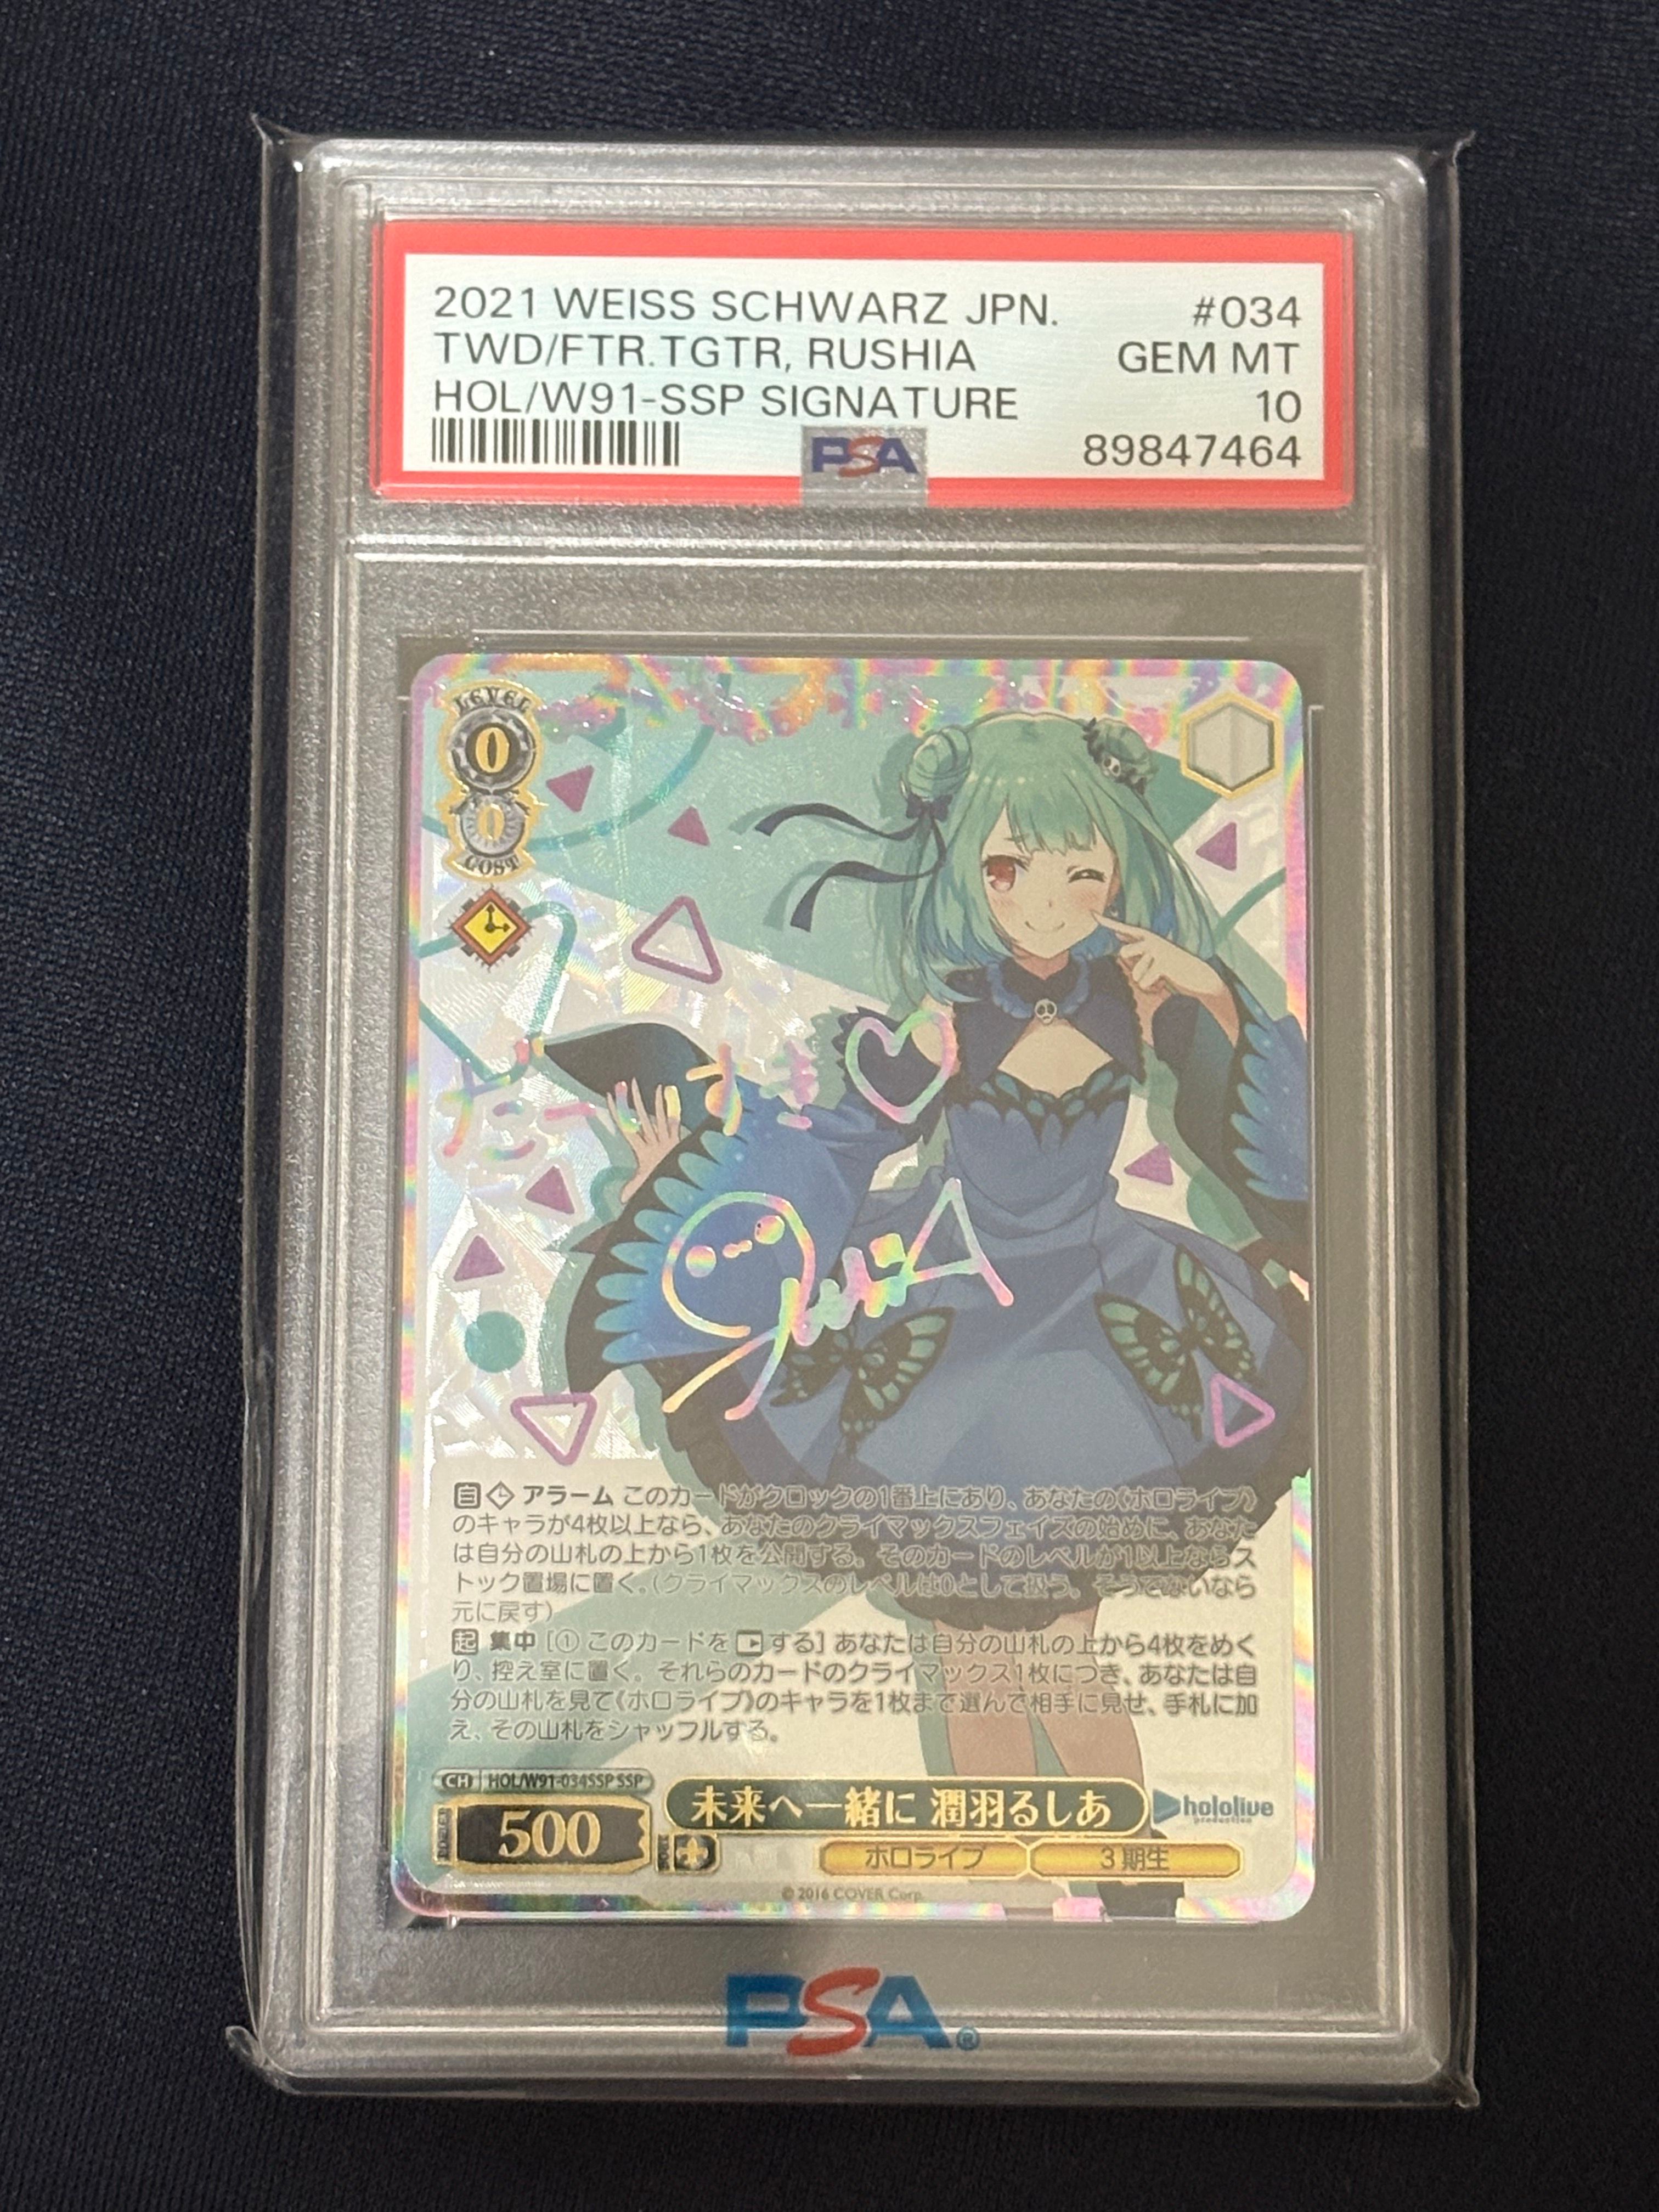 2021 WEISS SCHWARZ JPN. #034
TWD/FTR.TGTR, RUSHIA GEM MT
HOL/W91-SSP SIGNATURE 10
PSA 89847464
LEVEL
0
0
COST
だーいすき♡
自 アラーム このカードがクロックの1番上にあり、あなたの《ホロライブ》
のキャラが4枚以上なら、あなたのクライマックスフェイズの始めに、あなた
は自分の山札の上から1枚を公開する。そのカードのレベルが1以上ならス
トック置場に置く。(クライマックスのレベルは0として扱う。そうでないなら
元に戻す)
起 集中 [① このカードを する] あなたは自分の山札の上から4枚をめく
り、控え室に置く。それらのカードのクライマックス1枚につき、あなたは自
分の山札を見て《ホロライブ》のキャラを1枚まで選んで相手に見せ、手札に加
え、その山札をシャッフルする。
CH HOL/W91-034SSP SSP
500
未来へ一緒に 潤羽るしあ
hololive
production
ホロライブ 3期生
© 2016 COVER Corp.
PSA®